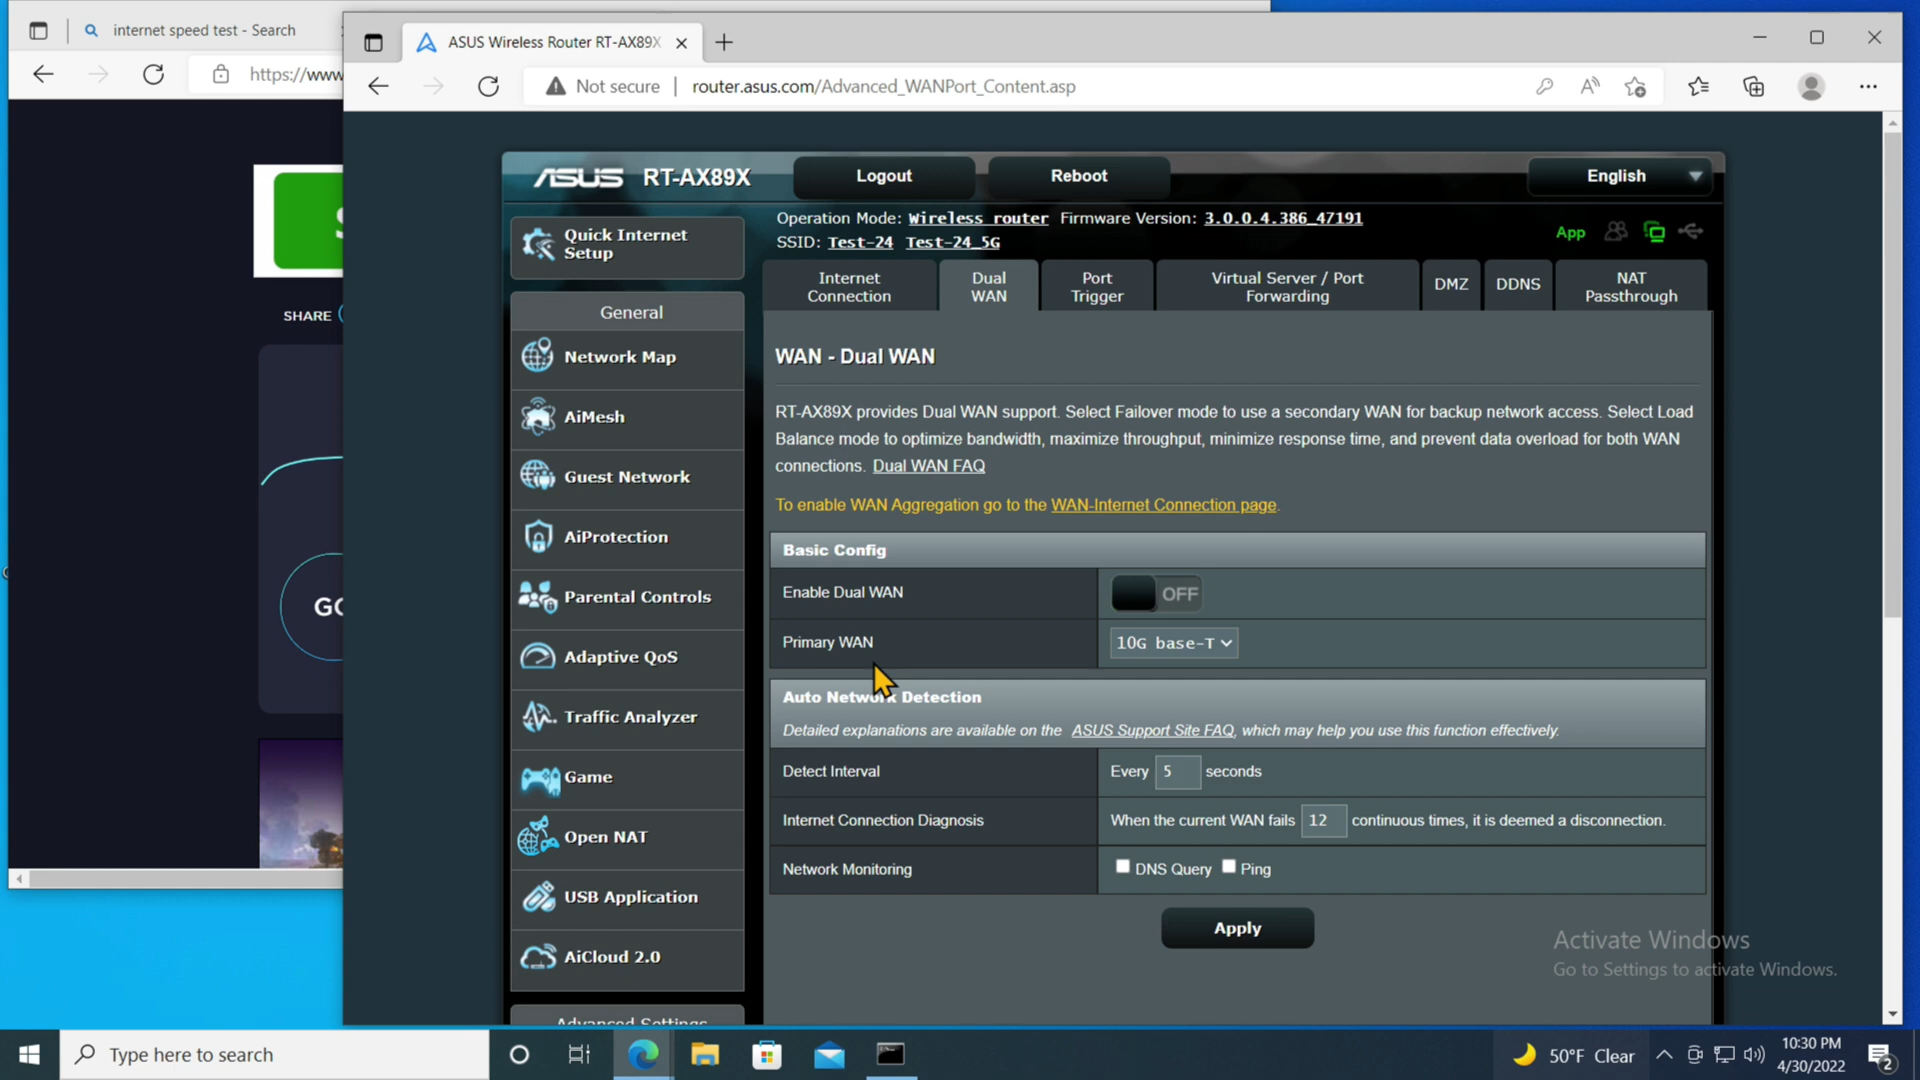 internet speed test - Search
https://www
SHARE
ASUS Wireless Router RT-AX89X
Not secure
router.asus.com/Advanced_WANPort_Content.asp
ASUS RT-AX89X
Logout
Reboot
English
Operation Mode: Wireless router Firmware Version: 3.0.0.4.386_47191
SSID: Test-24 Test-24_5G
App
Quick Internet
Setup
General
Network Map
AiMesh
Guest Network
AiProtection
Parental Controls
Adaptive QoS
Traffic Analyzer
Game
Open NAT
USB Application
AiCloud 2.0
Advanced Settings
Internet
Connection
Dual
WAN
Port
Trigger
Virtual Server / Port
Forwarding
DMZ
DDNS
NAT
Passthrough
WAN - Dual WAN
RT-AX89X provides Dual WAN support. Select Failover mode to use a secondary WAN for backup network access. Select Load
Balance mode to optimize bandwidth, maximize throughput, minimize response time, and prevent data overload for both WAN
connections. Dual WAN FAQ
To enable WAN Aggregation go to the WAN-Internet Connection page.
Basic Config
Enable Dual WAN
OFF
Primary WAN
10G base-T
Auto Network Detection
Detailed explanations are available on the ASUS Support Site FAQ, which may help you use this function effectively.
Detect Interval
Every 5 seconds
Internet Connection Diagnosis
When the current WAN fails 12 continuous times, it is deemed a disconnection.
Network Monitoring
DNS Query Ping
Apply
Activate Windows
Go to Settings to activate Windows.
Type here to search
50°F Clear
10:30 PM
4/30/2022
2